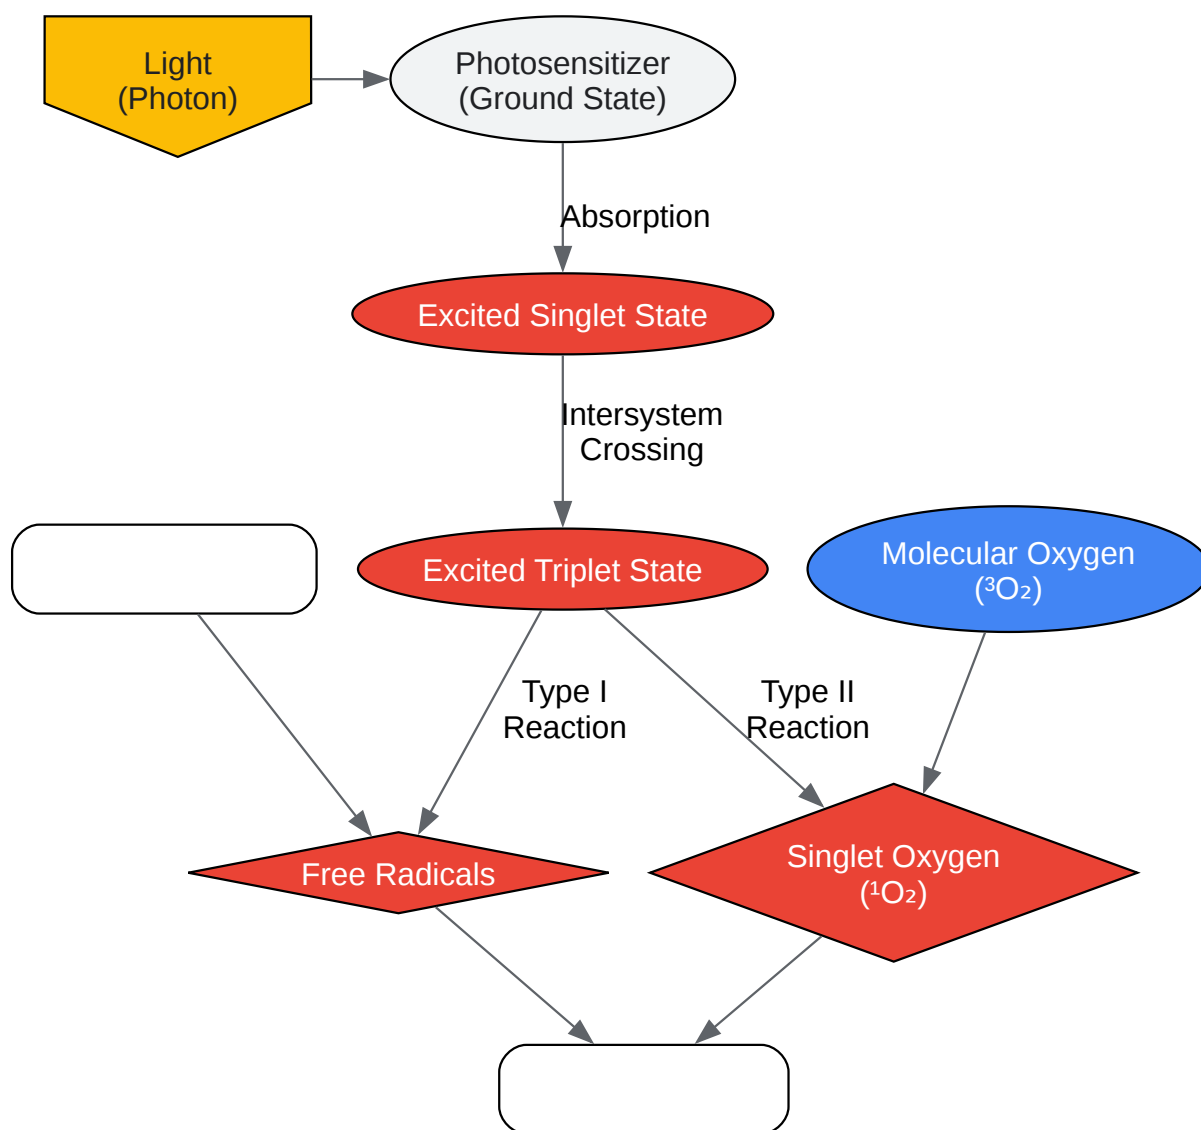 Light
(Photon)
Photosensitizer
(Ground State)
Absorption
Excited Singlet State
Intersystem
Crossing
Excited Triplet State
Molecular Oxygen
(³O₂)
Type I
Reaction
Type II
Reaction
Free Radicals
Singlet Oxygen
(¹O₂)